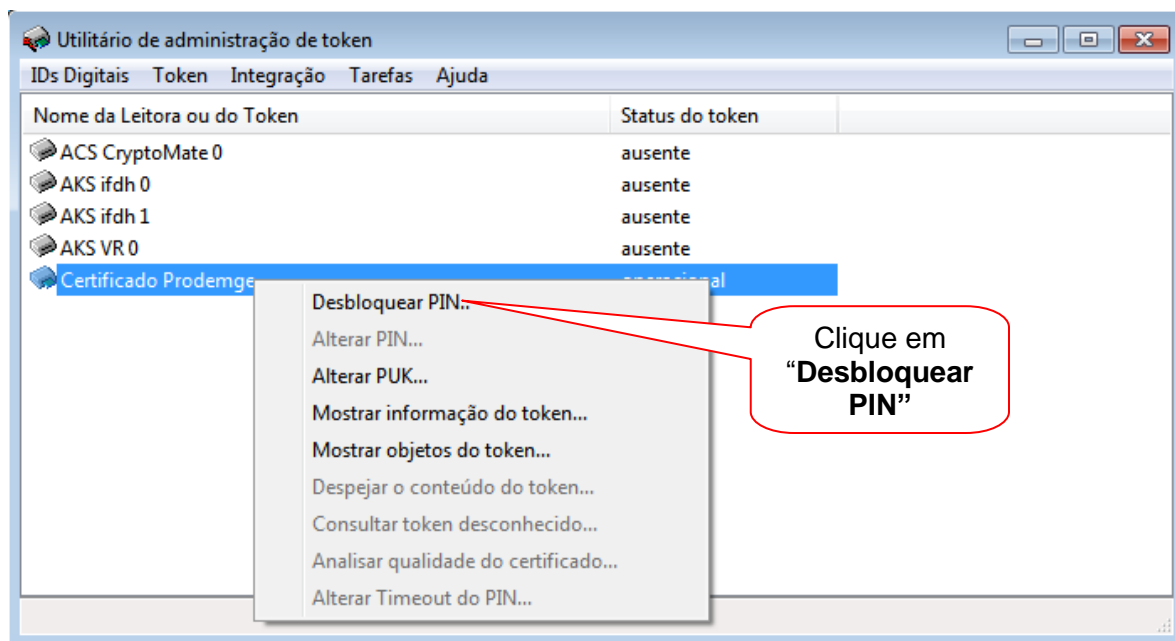 Utilitário de administração de token
IDs Digitais Token Integração Tarefas Ajuda
Nome da Leitora ou do Token Status do token
ACS CryptoMate 0 ausente
AKS ifdh 0 ausente
AKS ifdh 1 ausente
AKS VR 0 ausente
Certificado Prodemge operacional
Desbloquear PIN..
Alterar PIN...
Alterar PUK...
Mostrar informação do token...
Mostrar objetos do token...
Despejar o conteúdo do token...
Consultar token desconhecido...
Analisar qualidade do certificado...
Alterar Timeout do PIN...
Clique em
“Desbloquear
PIN”